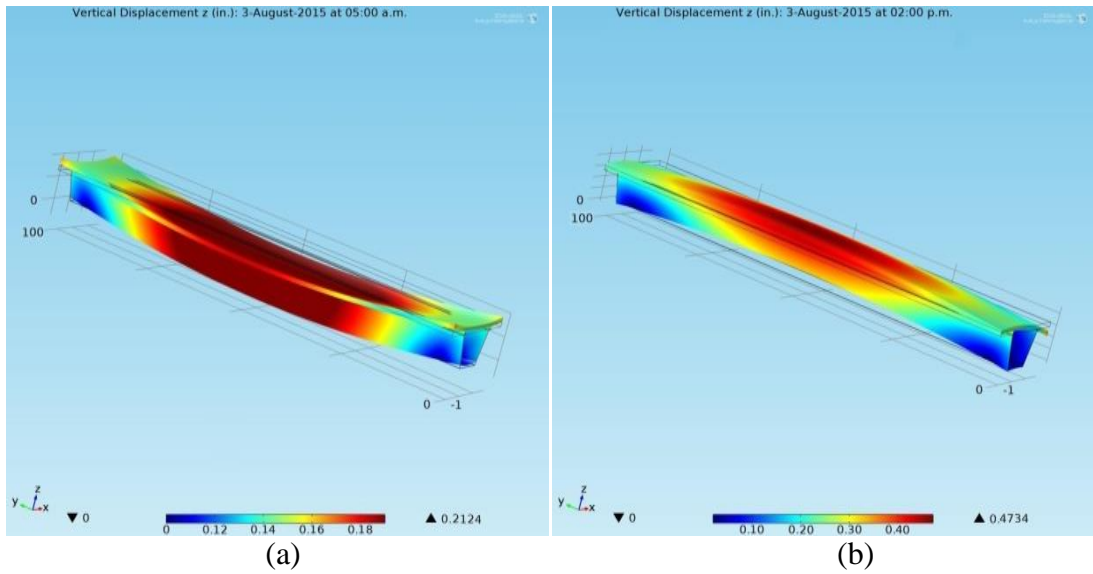 Vertical Displacement z (in.): 3-August-2015 at 05:00 a.m.
0
100
0 -1
y z x
▼ 0
0 0.12 0.14 0.16 0.18
▲ 0.2124
(a)
Vertical Displacement z (in.): 3-August-2015 at 02:00 p.m.
0
100
0 -1
y z x
▼ 0
0.10 0.20 0.30 0.40
▲ 0.4734
(b)